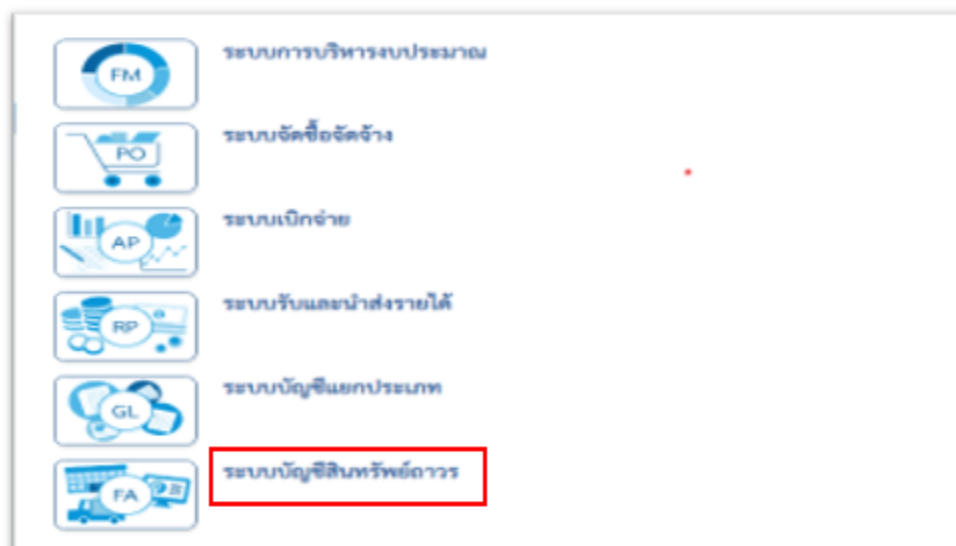 FM ระบบการบริหารงบประมาณ
PO ระบบจัดซื้อจัดจ้าง
AP ระบบเบิกจ่าย
RP ระบบรับและนำส่งรายได้
GL ระบบบัญชีแยกประเภท
FA ระบบบัญชีสินทรัพย์ถาวร